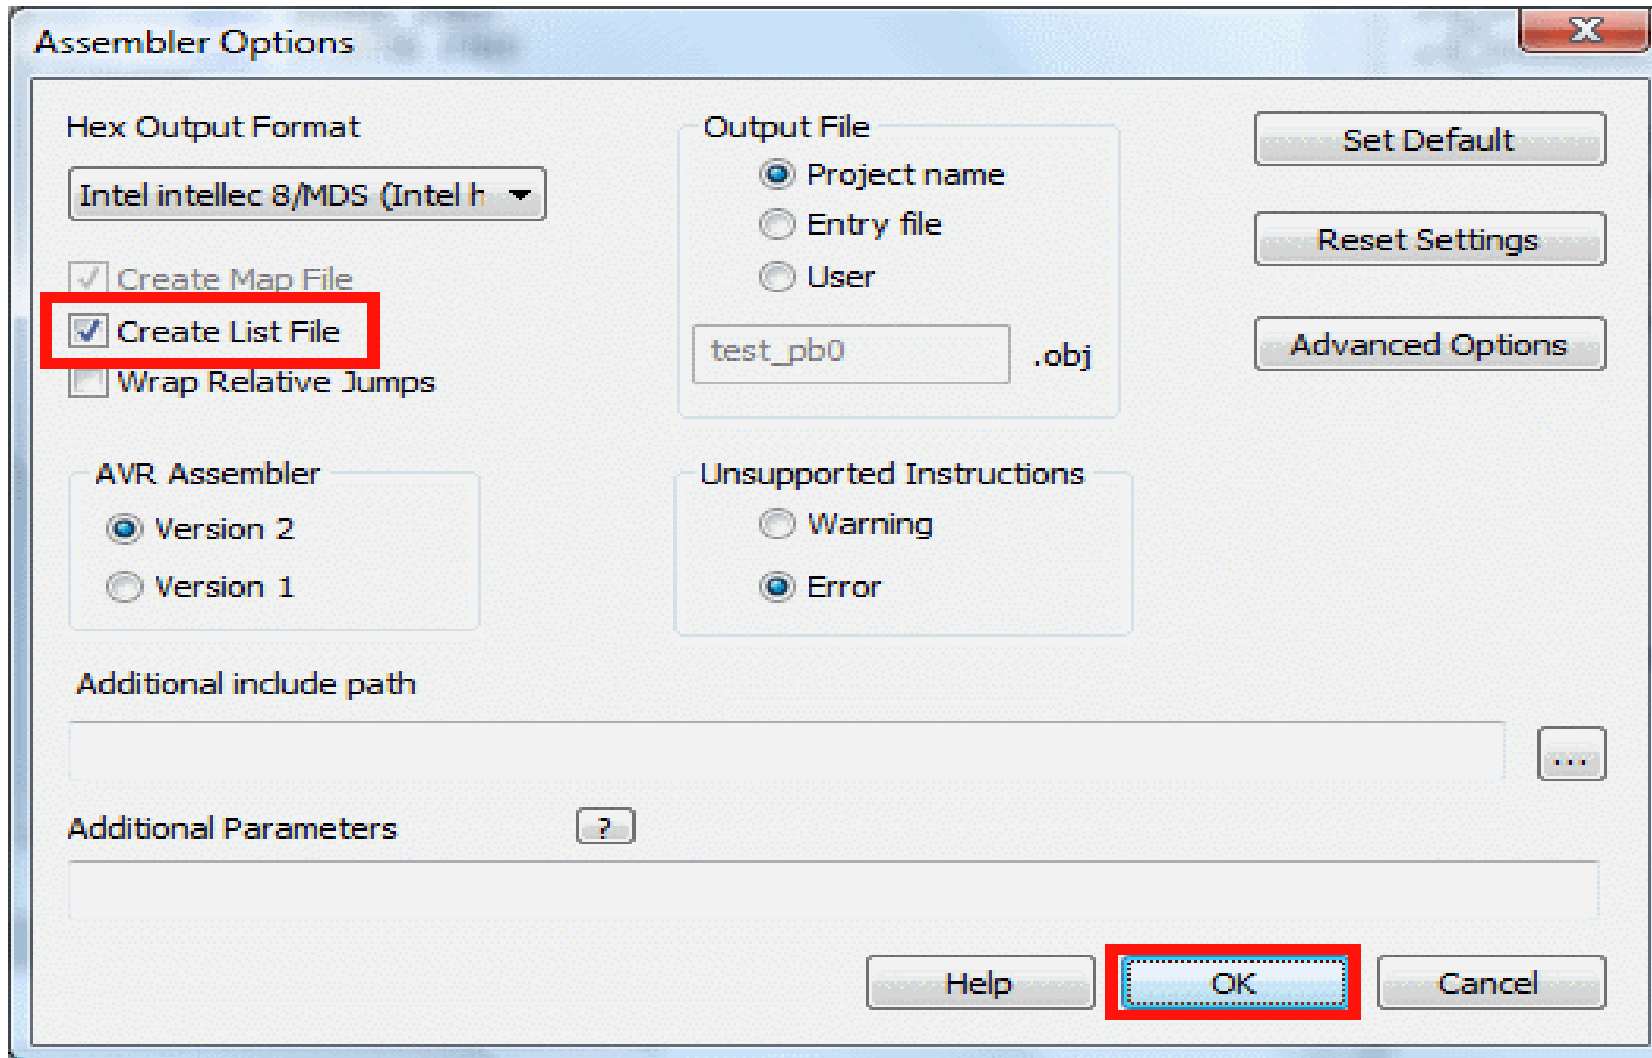 Assembler Options
Hex Output Format
Intel intellec 8/MDS (Intel h
Create Map File
Create List File
Wrap Relative Jumps
Output File
Project name
Entry file
User
test_pb0 .obj
Set Default
Reset Settings
Advanced Options
AVR Assembler
Version 2
Version 1
Unsupported Instructions
Warning
Error
Additional include path
...
Additional Parameters ?
Help OK Cancel